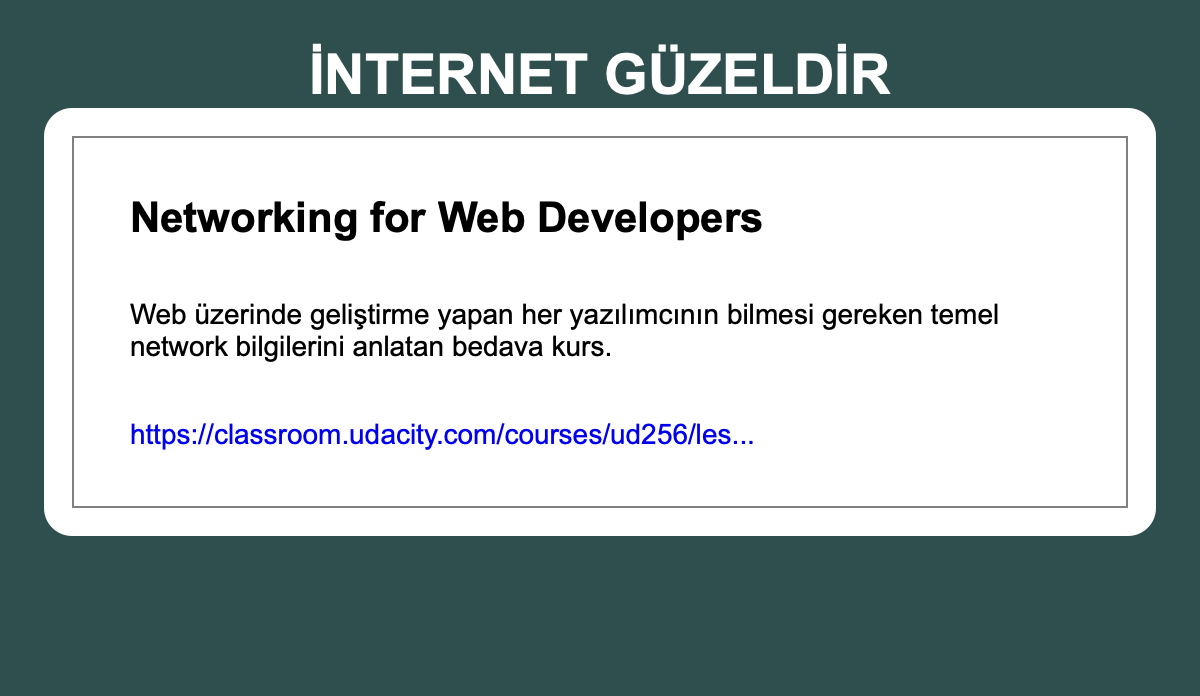 İNTERNET GÜZELDİR
Networking for Web Developers
Web üzerinde geliştirme yapan her yazılımcının bilmesi gereken temel
network bilgilerini anlatan bedava kurs.
https://classroom.udacity.com/courses/ud256/les...